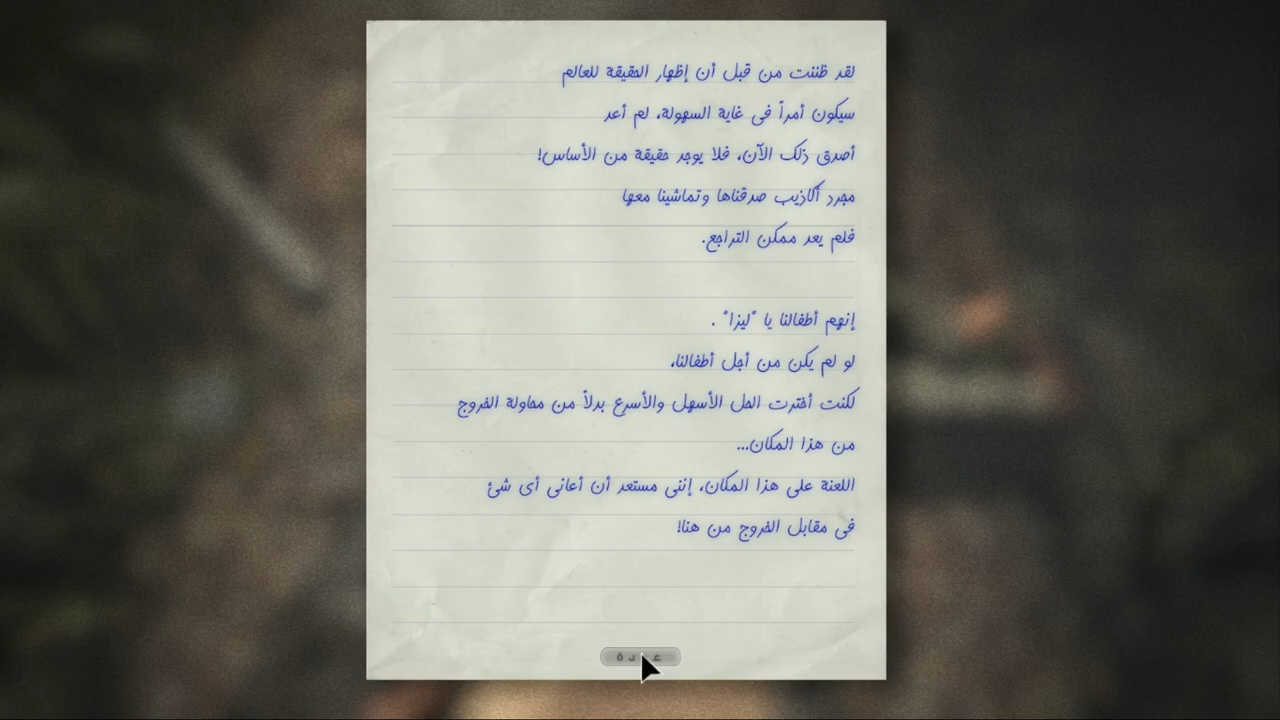 لقد ظننت من قبل أن إظهار الحقيقة للعالم
سيكون أمراً فى غاية السهولة، لم أعد
أصدق ذلك الآن، فلا يوجد حقيقة من الأساس!
مجرد أكاذيب صدقناها وتماشينا معها
فلم يعد ممكن التراجع.
إنهم أطفالنا يا "ليزا" .
لو لم يكن من أجل أطفالنا،
لكنت أخترت الحل الأسهل والأسرع بدلاً من محاولة الخروج
من هذا المكان...
اللعنة على هذا المكان، إننى مستعد أن أعانى أى شئ
فى مقابل الخروج من هنا!